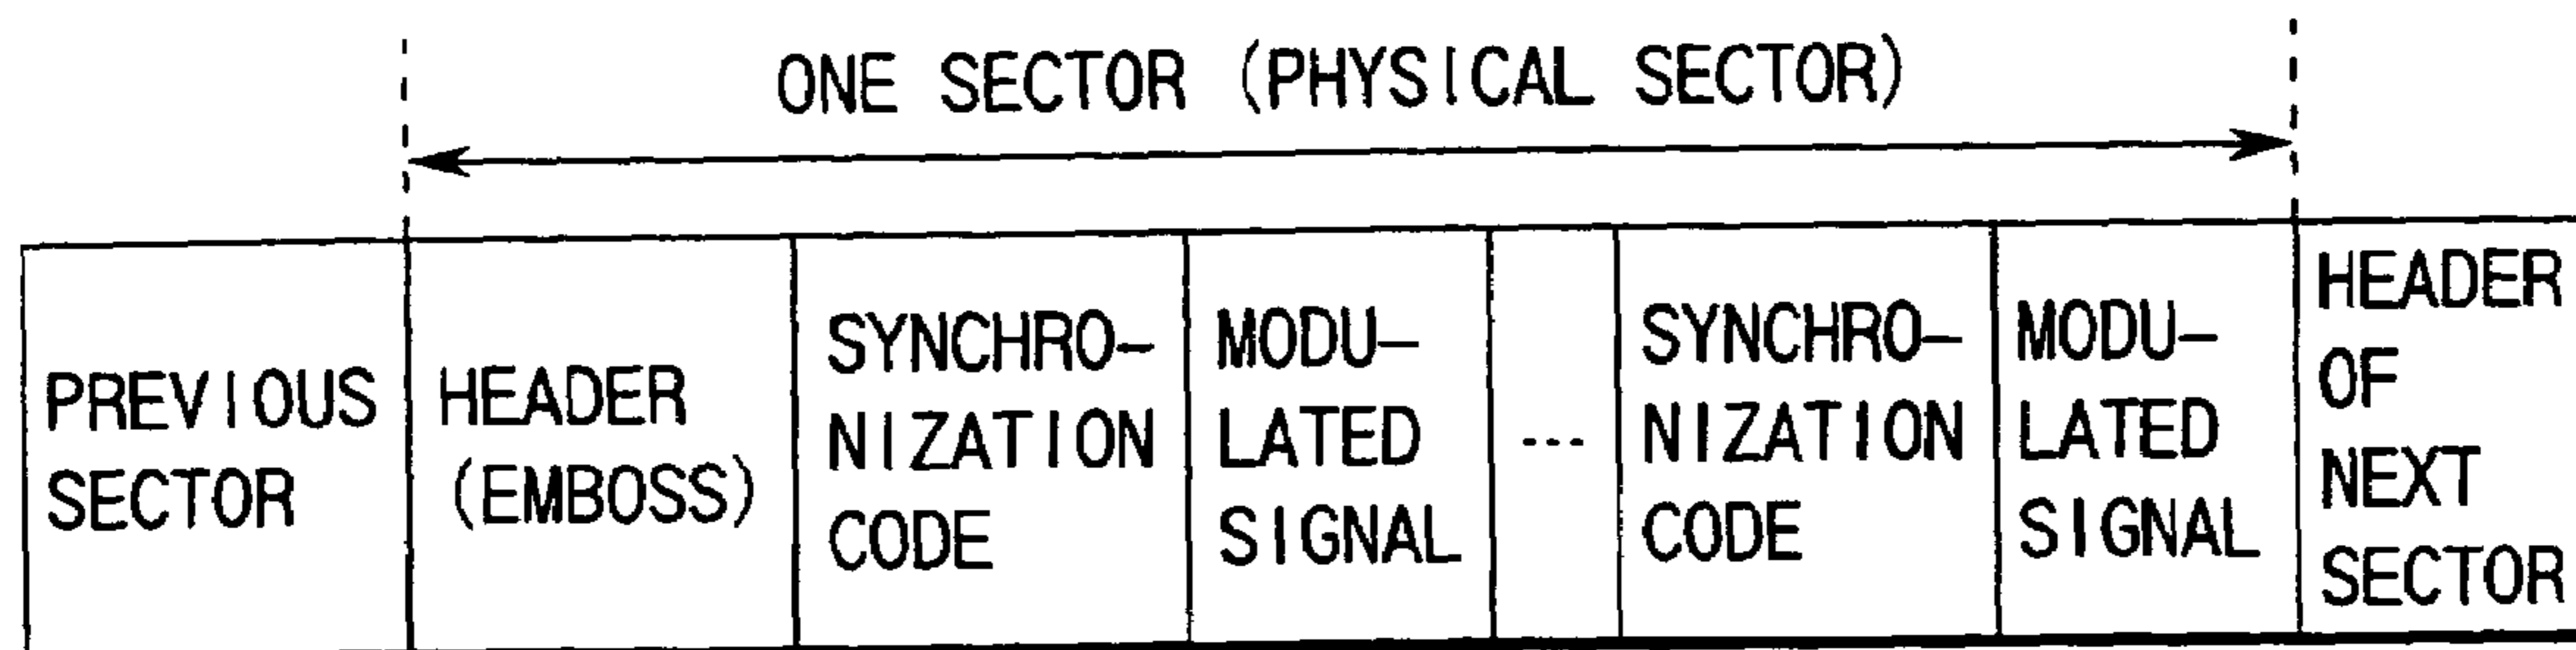 ONE SECTOR (PHYSICAL SECTOR)
PREVIOUS
SECTOR
HEADER
(EMBOSS)
SYNCHRO-
NIZATION
CODE
MODU-
LATED
SIGNAL
---
SYNCHRO-
NIZATION
CODE
MODU-
LATED
SIGNAL
HEADER
OF
NEXT
SECTOR